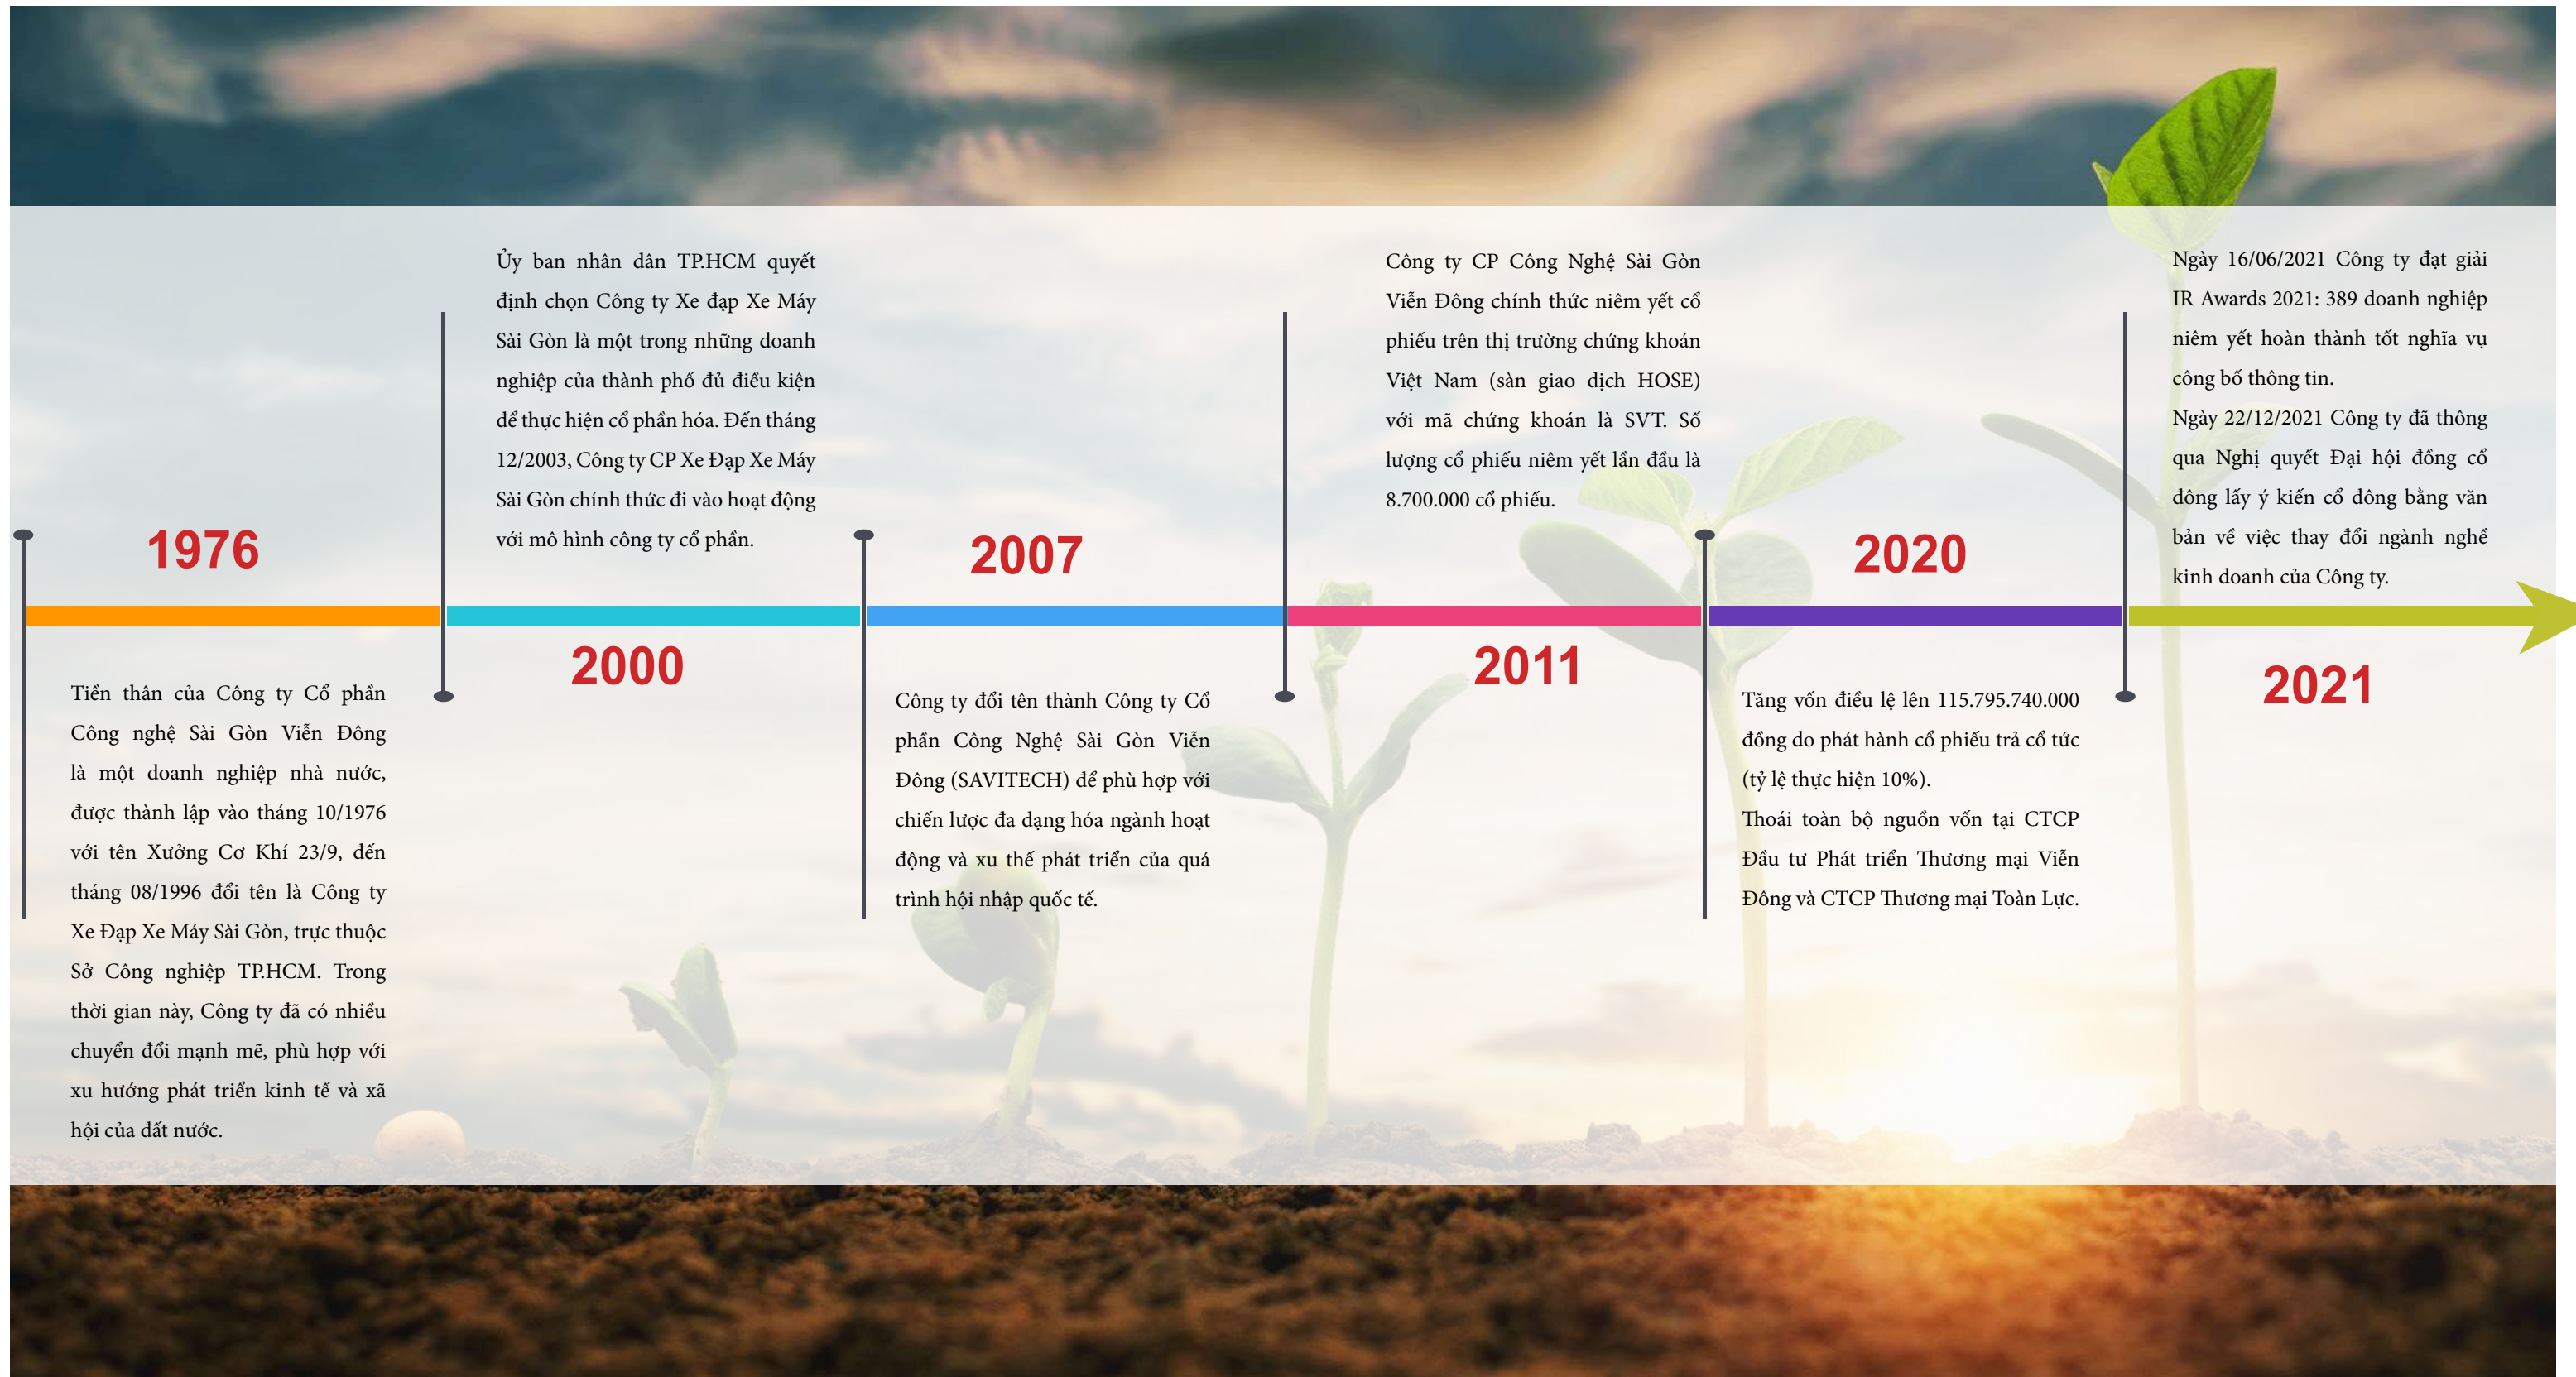 1976
Tiền thân của Công ty Cổ phần
Công nghệ Sài Gòn Viễn Đông
là một doanh nghiệp nhà nước,
được thành lập vào tháng 10/1976
với tên Xưởng Cơ Khí 23/9, đến
tháng 08/1996 đổi tên là Công ty
Xe Đạp Xe Máy Sài Gòn, trực thuộc
Sở Công nghiệp TP.HCM. Trong
thời gian này, Công ty đã có nhiều
chuyển đổi mạnh mẽ, phù hợp với
xu hướng phát triển kinh tế và xã
hội của đất nước.
Ủy ban nhân dân TP.HCM quyết
định chọn Công ty Xe đạp Xe Máy
Sài Gòn là một trong những doanh
nghiệp của thành phố đủ điều kiện
để thực hiện cổ phần hóa. Đến tháng
12/2003, Công ty CP Xe Đạp Xe Máy
Sài Gòn chính thức đi vào hoạt động
với mô hình công ty cổ phần.
2000
2007
Công ty đổi tên thành Công ty Cổ
phần Công Nghệ Sài Gòn Viễn
Đông (SAVITECH) để phù hợp với
chiến lược đa dạng hóa ngành hoạt
động và xu thế phát triển của quá
trình hội nhập quốc tế.
Công ty CP Công Nghệ Sài Gòn
Viễn Đông chính thức niêm yết cổ
phiếu trên thị trường chứng khoán
Việt Nam (sàn giao dịch HOSE)
với mã chứng khoán là SVT. Số
lượng cổ phiếu niêm yết lần đầu là
8.700.000 cổ phiếu.
2011
2020
Tăng vốn điều lệ lên 115.795.740.000
đồng do phát hành cổ phiếu trả cổ tức
(tỷ lệ thực hiện 10%).
Thoái toàn bộ nguồn vốn tại CTCP
Đầu tư Phát triển Thương mại Viễn
Đông và CTCP Thương mại Toàn Lực.
Ngày 16/06/2021 Công ty đạt giải
IR Awards 2021: 389 doanh nghiệp
niêm yết hoàn thành tốt nghĩa vụ
công bố thông tin.
Ngày 22/12/2021 Công ty đã thông
qua Nghị quyết Đại hội đồng cổ
đông lấy ý kiến cổ đông bằng văn
bản về việc thay đổi ngành nghề
kinh doanh của Công ty.
2021